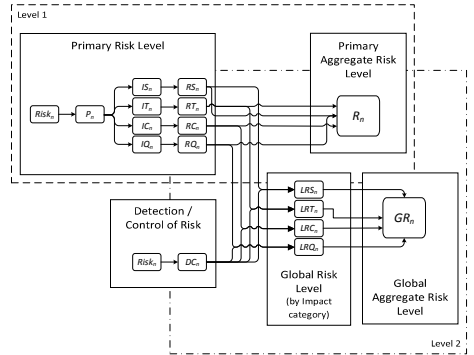 Level 1
Primary Risk Level
Primary
Aggregate Risk
Level
ISn
RSn
Riskn
Pn
ITn
RTn
ICn
RCn
IQn
RQn
Rn
Detection /
Control of Risk
Riskn
DCn
LRSn
LRTn
LRCn
LRQn
GRn
Global Risk
Level
(by Impact
category)
Global
Aggregate Risk
Level
Level 2